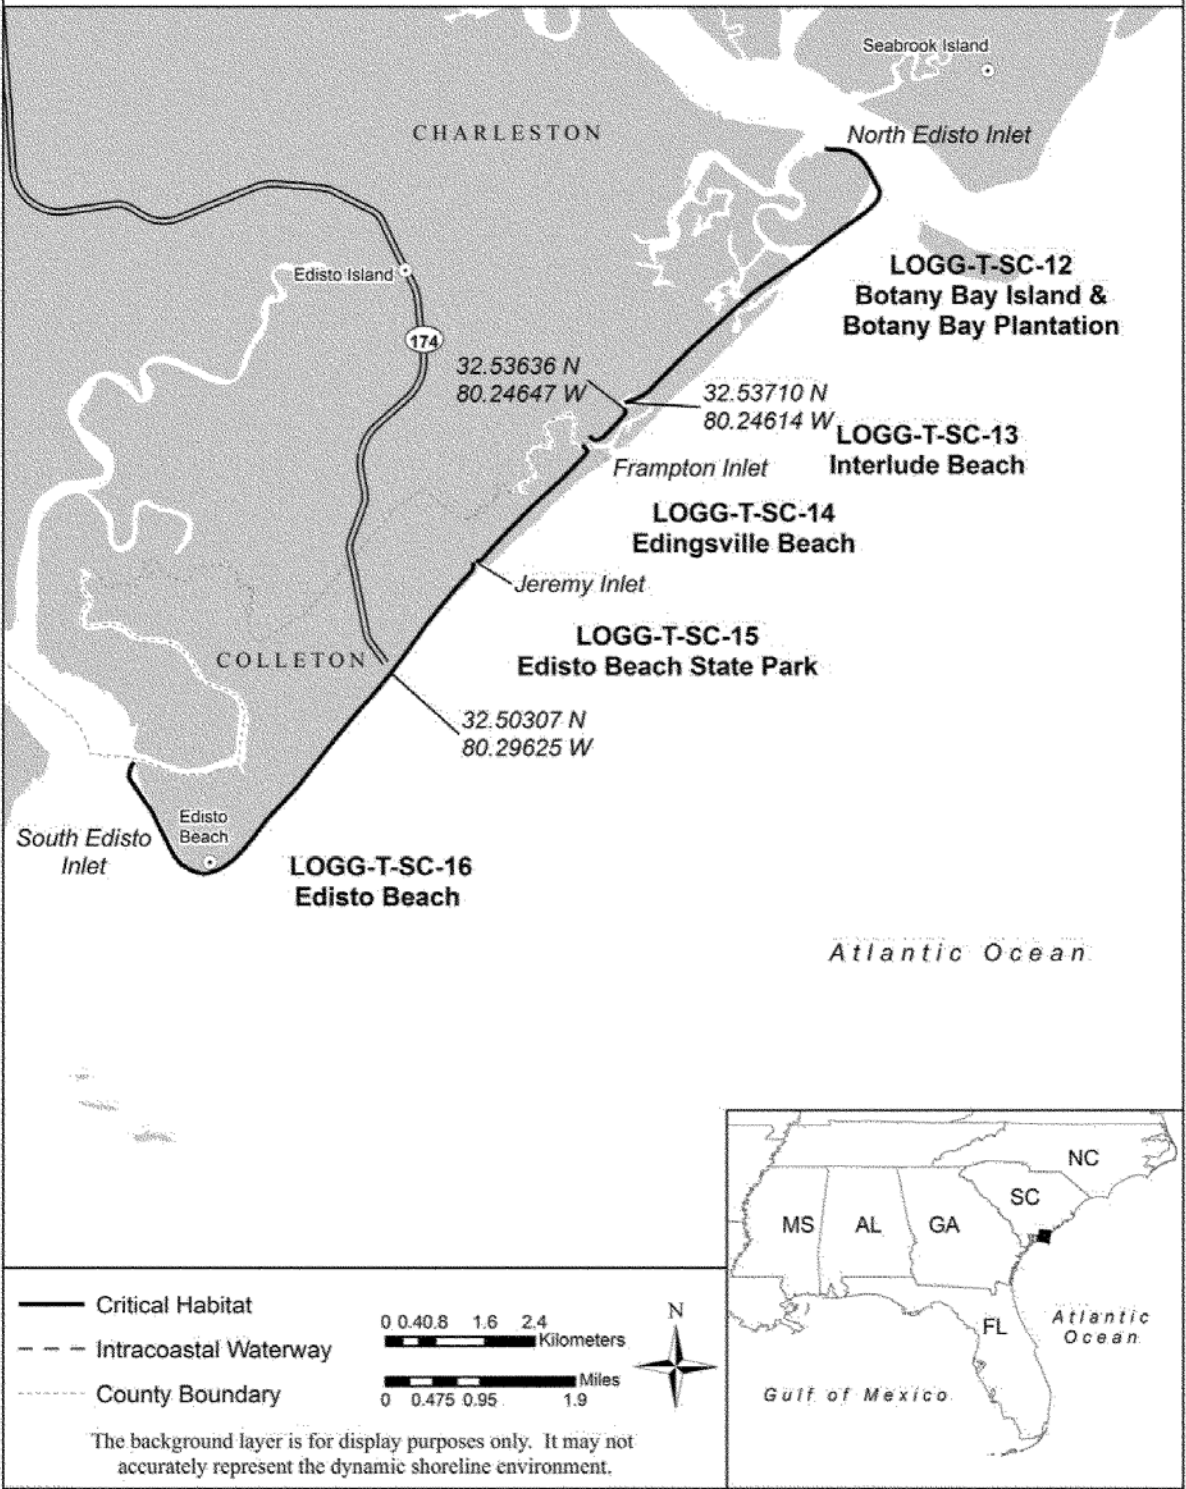 Seabrook Island
CHARLESTON
North Edisto Inlet
Edisto Island
LOGG-T-SC-12
Botany Bay Island &
Botany Bay Plantation
174
32.53636 N
80.24647 W
32.53710 N
80.24614 W
LOGG-T-SC-13
Interlude Beach
Frampton Inlet
LOGG-T-SC-14
Edingsville Beach
Jeremy Inlet
LOGG-T-SC-15
Edisto Beach State Park
COLLETON
32.50307 N
80.29625 W
South Edisto
Inlet
Edisto
Beach
LOGG-T-SC-16
Edisto Beach
Atlantic Ocean
Critical Habitat
Intracoastal Waterway
County Boundary
0 0.40.8 1.6 2.4
Kilometers
Miles
0 0.475 0.95 1.9
N
The background layer is for display purposes only. It may not
accurately represent the dynamic shoreline environment.
NC
SC
MS AL GA
FL
Atlantic
Ocean
Gulf of Mexico